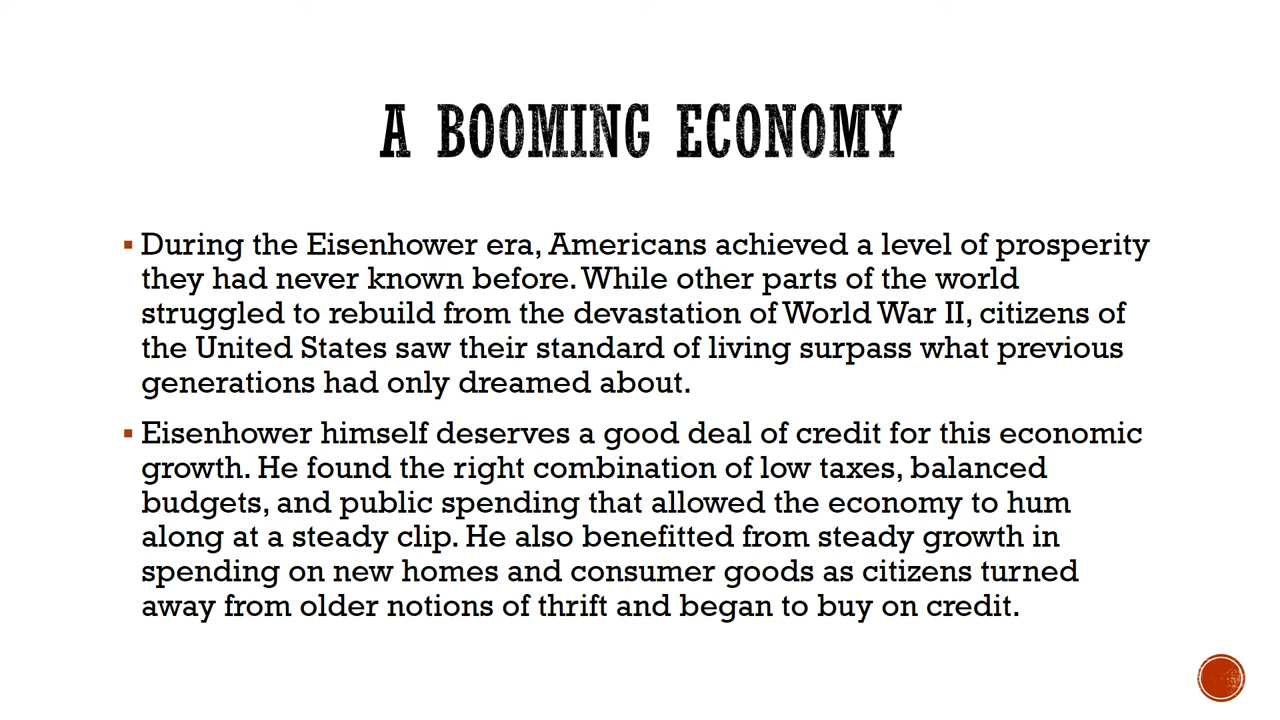 A BOOMING ECONOMY
During the Eisenhower era, Americans achieved a level of prosperity
they had never known before. While other parts of the world
struggled to rebuild from the devastation of World War II, citizens of
the United States saw their standard of living surpass what previous
generations had only dreamed about.
Eisenhower himself deserves a good deal of credit for this economic
growth. He found the right combination of low taxes, balanced
budgets, and public spending that allowed the economy to hum
along at a steady clip. He also benefitted from steady growth in
spending on new homes and consumer goods as citizens turned
away from older notions of thrift and began to buy on credit.